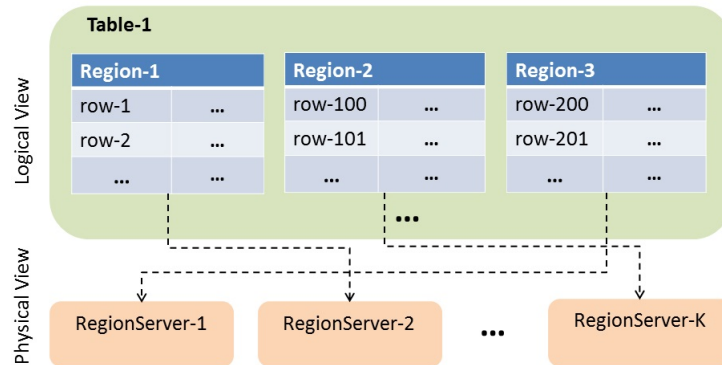 Table-1
Logical View
Region-1
row-1 ...
row-2 ...
... ...
Region-2
row-100 ...
row-101 ...
... ...
Region-3
row-200 ...
row-201 ...
... ...
...
Physical View
RegionServer-1
RegionServer-2
...
RegionServer-K